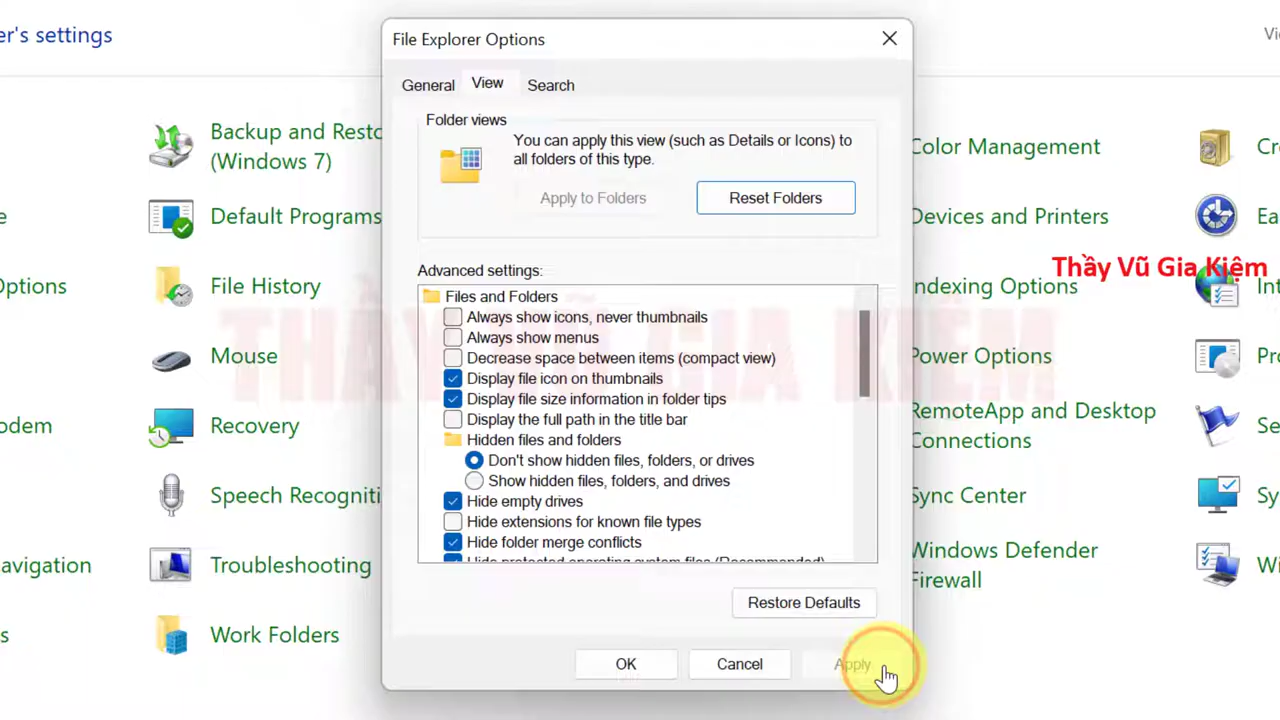 er's settings
Vi
File Explorer Options
General
View
Search
Folder views
You can apply this view (such as Details or Icons) to
all folders of this type.
Apply to Folders
Reset Folders
Advanced settings:
Files and Folders
Always show icons, never thumbnails
Always show menus
Decrease space between items (compact view)
Display file icon on thumbnails
Display file size information in folder tips
Display the full path in the title bar
Hidden files and folders
Don't show hidden files, folders, or drives
Show hidden files, folders, and drives
Hide empty drives
Hide extensions for known file types
Hide folder merge conflicts
Hide protected operating system files (Recommended)
Restore Defaults
OK
Cancel
Apply
e
Options
odem
avigation
s
Backup and Resto
(Windows 7)
Default Programs
File History
Mouse
Recovery
Speech Recogniti
Troubleshooting
Work Folders
Color Management
Devices and Printers
Indexing Options
Power Options
RemoteApp and Desktop
Connections
Sync Center
Windows Defender
Firewall
Cr
Ea
Int
Pro
Se
Sy
Wi
Thầy Vũ Gia Kiệm
THẦY VŨ GIA KIỆM